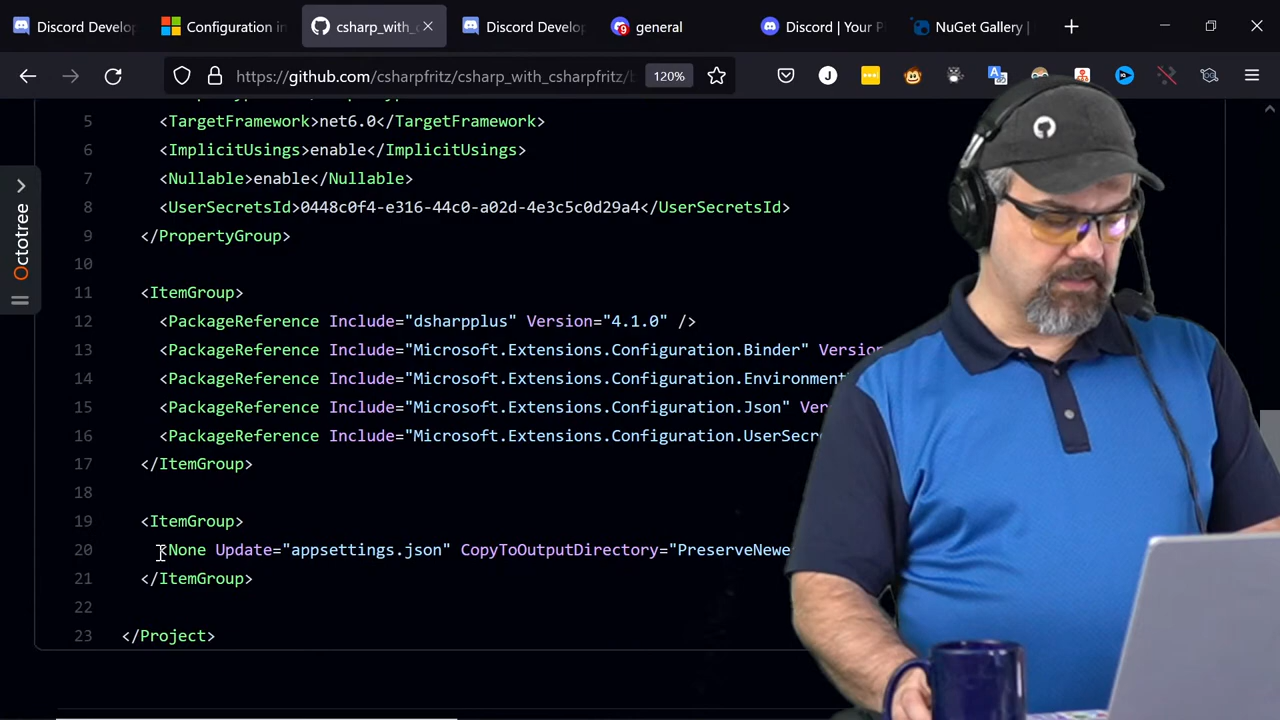 Discord Develo
Configuration in
csharp_with_
Discord Develo
general
Discord | Your P
NuGet Gallery |
https://github.com/csharpfritz/csharp_with_csharpfritz/b
120%
5 <TargetFramework>net6.0</TargetFramework>
6 <ImplicitUsings>enable</ImplicitUsings>
7 <Nullable>enable</Nullable>
8 <UserSecretsId>0448c0f4-e316-44c0-a02d-4e3c5c0d29a4</UserSecretsId>
9 </PropertyGroup>
10
11 <ItemGroup>
12 <PackageReference Include="dsharpplus" Version="4.1.0" />
13 <PackageReference Include="Microsoft.Extensions.Configuration.Binder" Version
14 <PackageReference Include="Microsoft.Extensions.Configuration.Environment
15 <PackageReference Include="Microsoft.Extensions.Configuration.Json" Ver
16 <PackageReference Include="Microsoft.Extensions.Configuration.UserSecr
17 </ItemGroup>
18
19 <ItemGroup>
20 <None Update="appsettings.json" CopyToOutputDirectory="PreserveNewe
21 </ItemGroup>
22
23 </Project>
Octotree